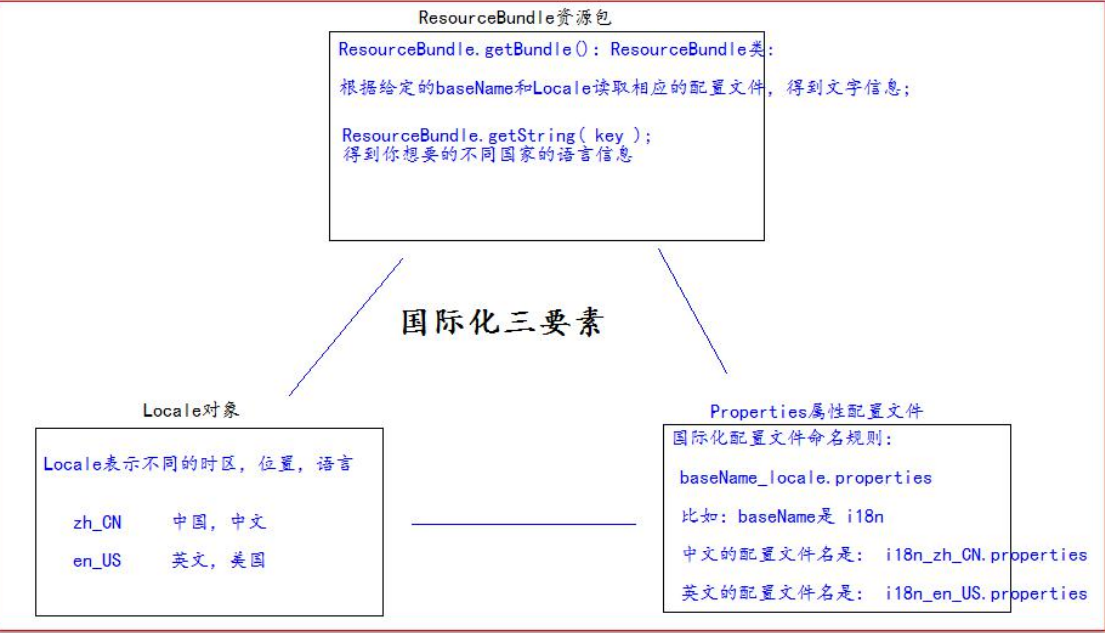 ResourceBundle资源包
ResourceBundle.getBundle(): ResourceBundle类:
根据给定的baseName和Locale读取相应的配置文件, 得到文字信息;
ResourceBundle.getString( key );
得到你想要的不同国家的语言信息
国际化三要素
Locale对象
Locale表示不同的时区, 位置, 语言
zh_CN 中国, 中文
en_US 英文, 美国
Properties属性配置文件
国际化配置文件命名规则:
baseName_locale.properties
比如: baseName是 i18n
中文的配置文件名是: i18n_zh_CN.properties
英文的配置文件名是: i18n_en_US.properties